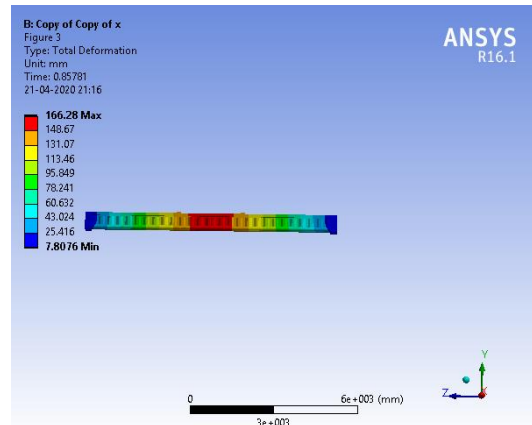 B: Copy of Copy of x
Figure 3
Type: Total Deformation
Unit: mm
Time: 0.85781
21-04-2020 21:16
ANSYS
R16.1
166.28 Max
148.67
131.07
113.46
95.849
78.241
60.632
43.024
25.416
7.8076 Min
Y
Z
X
0
6e+003 (mm)
3e+003